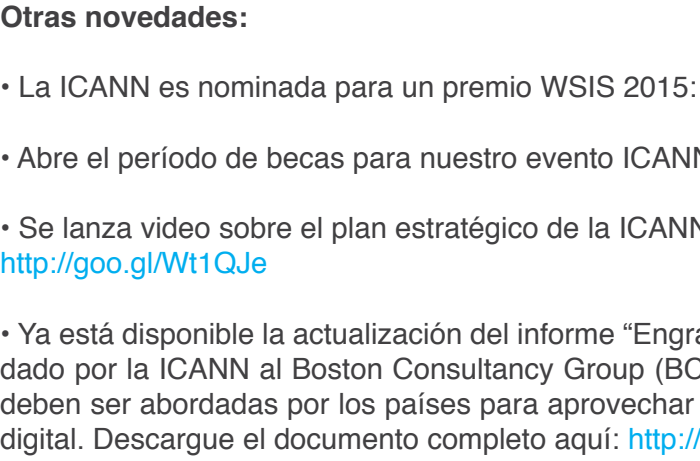 Otras novedades:
• La ICANN es nominada para un premio WSIS 2015:
• Abre el período de becas para nuestro evento ICANN
• Se lanza video sobre el plan estratégico de la ICANN
http://goo.gl/Wt1QJe
• Ya está disponible la actualización del informe “Engra
dado por la ICANN al Boston Consultancy Group (BC
deben ser abordadas por los países para aprovechar
digital. Descargue el documento completo aquí: http://